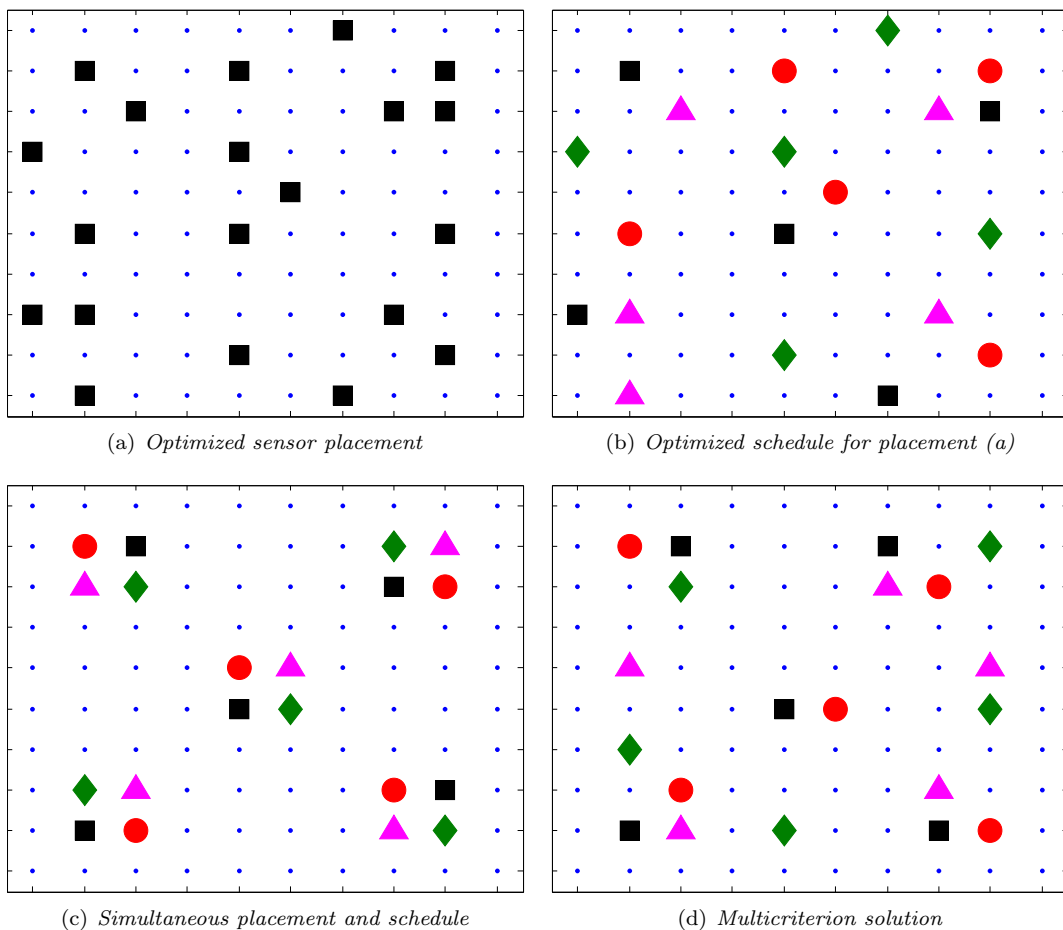 (a) Optimized sensor placement
(b) Optimized schedule for placement (a)
(c) Simultaneous placement and schedule
(d) Multicriterion solution